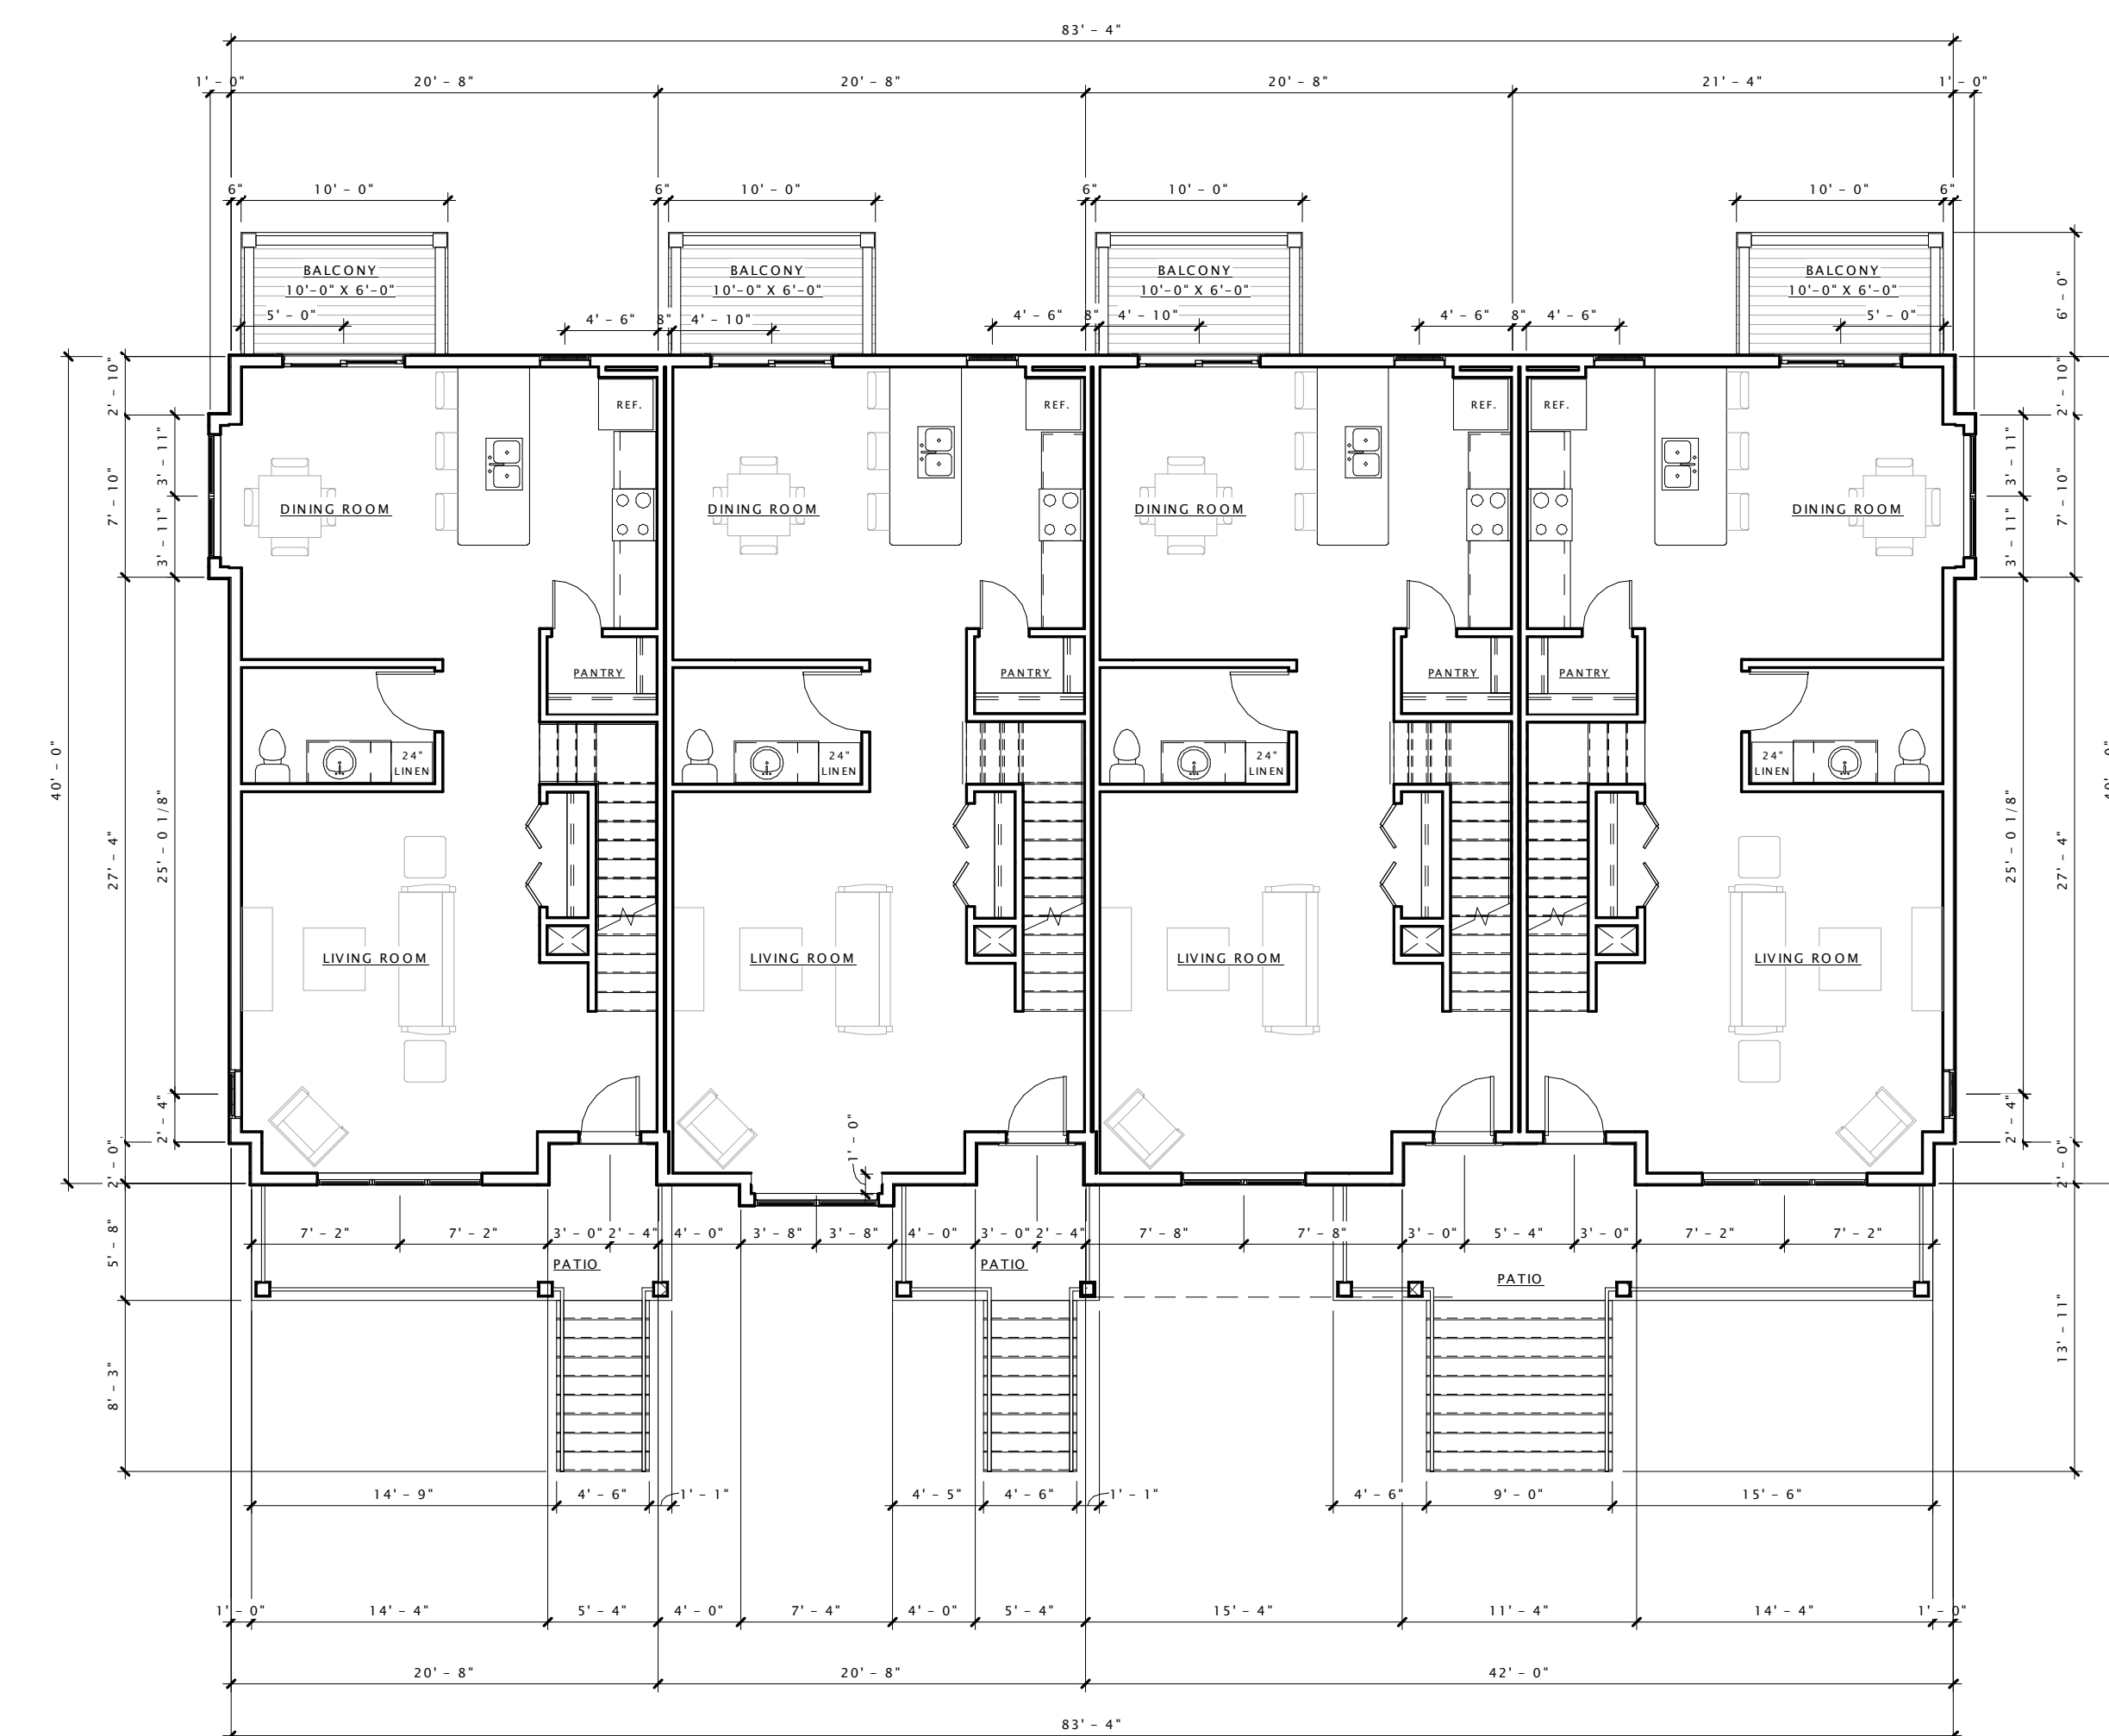 83' – 4"
1' – 0" 20' – 8" 20' – 8" 20' – 8" 21' – 4" 1' – 0"
6" 10' – 0" 6" 10' – 0" 6" 10' – 0" 10' – 0" 6"
BALCONY BALCONY BALCONY BALCONY
10'-0" X 6'-0" 10'-0" X 6'-0" 10'-0" X 6'-0" 10'-0" X 6'-0"
6' – 0"
5' – 0" 4' – 6" 8" 4' – 10" 4' – 6" 8" 4' – 10" 4' – 6" 8" 4' – 6" 5' – 0"
2' – 10" 2' – 10"
REF. REF. REF. REF.
3' – 11" 3' – 11"
7' – 10" 7' – 10"
DINING ROOM DINING ROOM DINING ROOM DINING ROOM
3' – 11" 3' – 11"
PANTRY PANTRY PANTRY PANTRY
24" 24" 24" 24"
LINEN LINEN LINEN LINEN
40' – 0"
25' – 0 1/8" 25' – 0 1/8"
27' – 4" 27' – 4"
LIVING ROOM LIVING ROOM LIVING ROOM LIVING ROOM
2' – 4" 1' – 0" 2' – 4"
2' – 0" 2' – 0"
7' – 2" 7' – 2" 3' – 0" 2' – 4" 4' – 0" 3' – 8" 3' – 8" 4' – 0" 3' – 0" 2' – 4" 7' – 8" 7' – 8" 3' – 0" 5' – 4" 3' – 0" 7' – 2" 7' – 2"
5' – 8"
PATIO PATIO PATIO
13' – 11"
8' – 3"
14' – 9" 4' – 6" 1' – 1" 4' – 5" 4' – 6" 1' – 1" 4' – 6" 9' – 0" 15' – 6"
1' – 0" 14' – 4" 5' – 4" 4' – 0" 7' – 4" 4' – 0" 5' – 4" 15' – 4" 11' – 4" 14' – 4" 1' – 0"
20' – 8" 20' – 8" 42' – 0"
83' – 4"